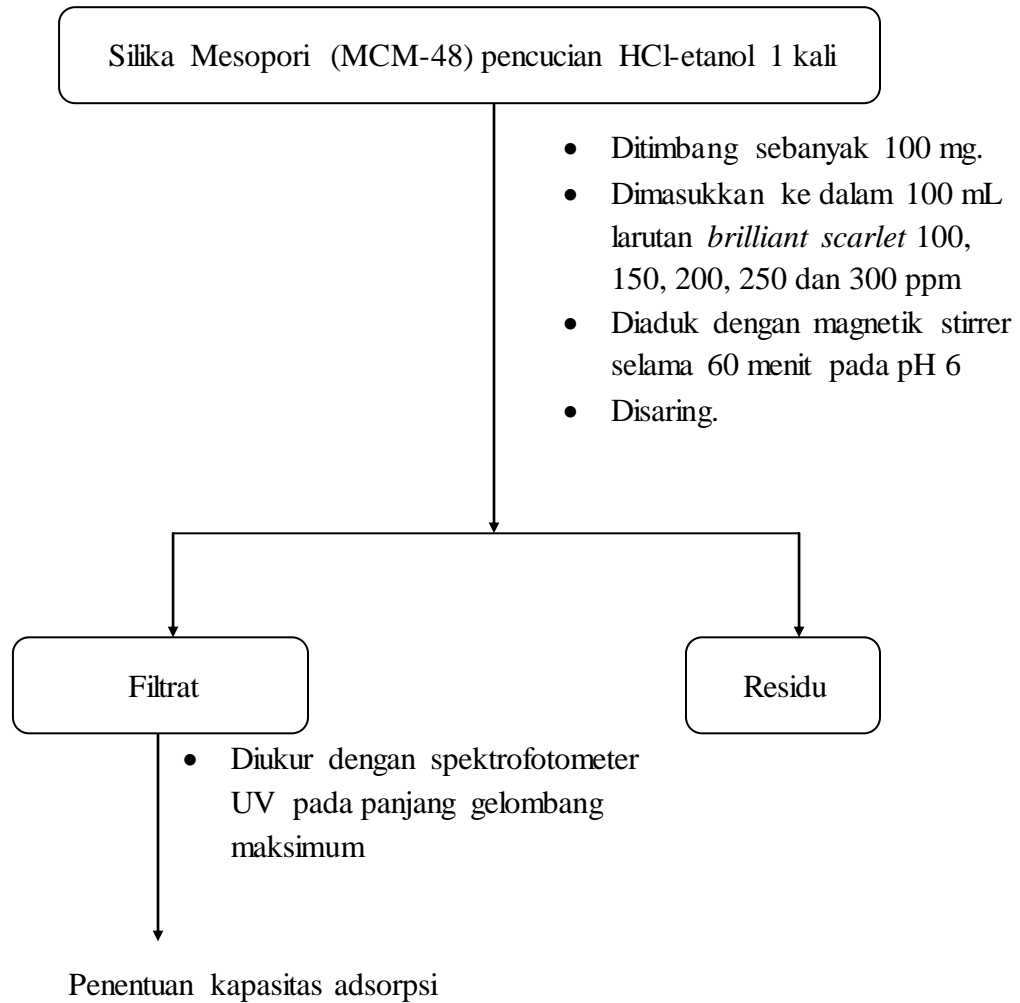 Silika Mesopori (MCM-48) pencucian HCl-etanol 1 kali
• Ditimbang sebanyak 100 mg.
• Dimasukkan ke dalam 100 mL
larutan brilliant scarlet 100,
150, 200, 250 dan 300 ppm
• Diaduk dengan magnetik stirrer
selama 60 menit pada pH 6
• Disaring.
Filtrat
Residu
• Diukur dengan spektrofotometer
UV pada panjang gelombang
maksimum
Penentuan kapasitas adsorpsi